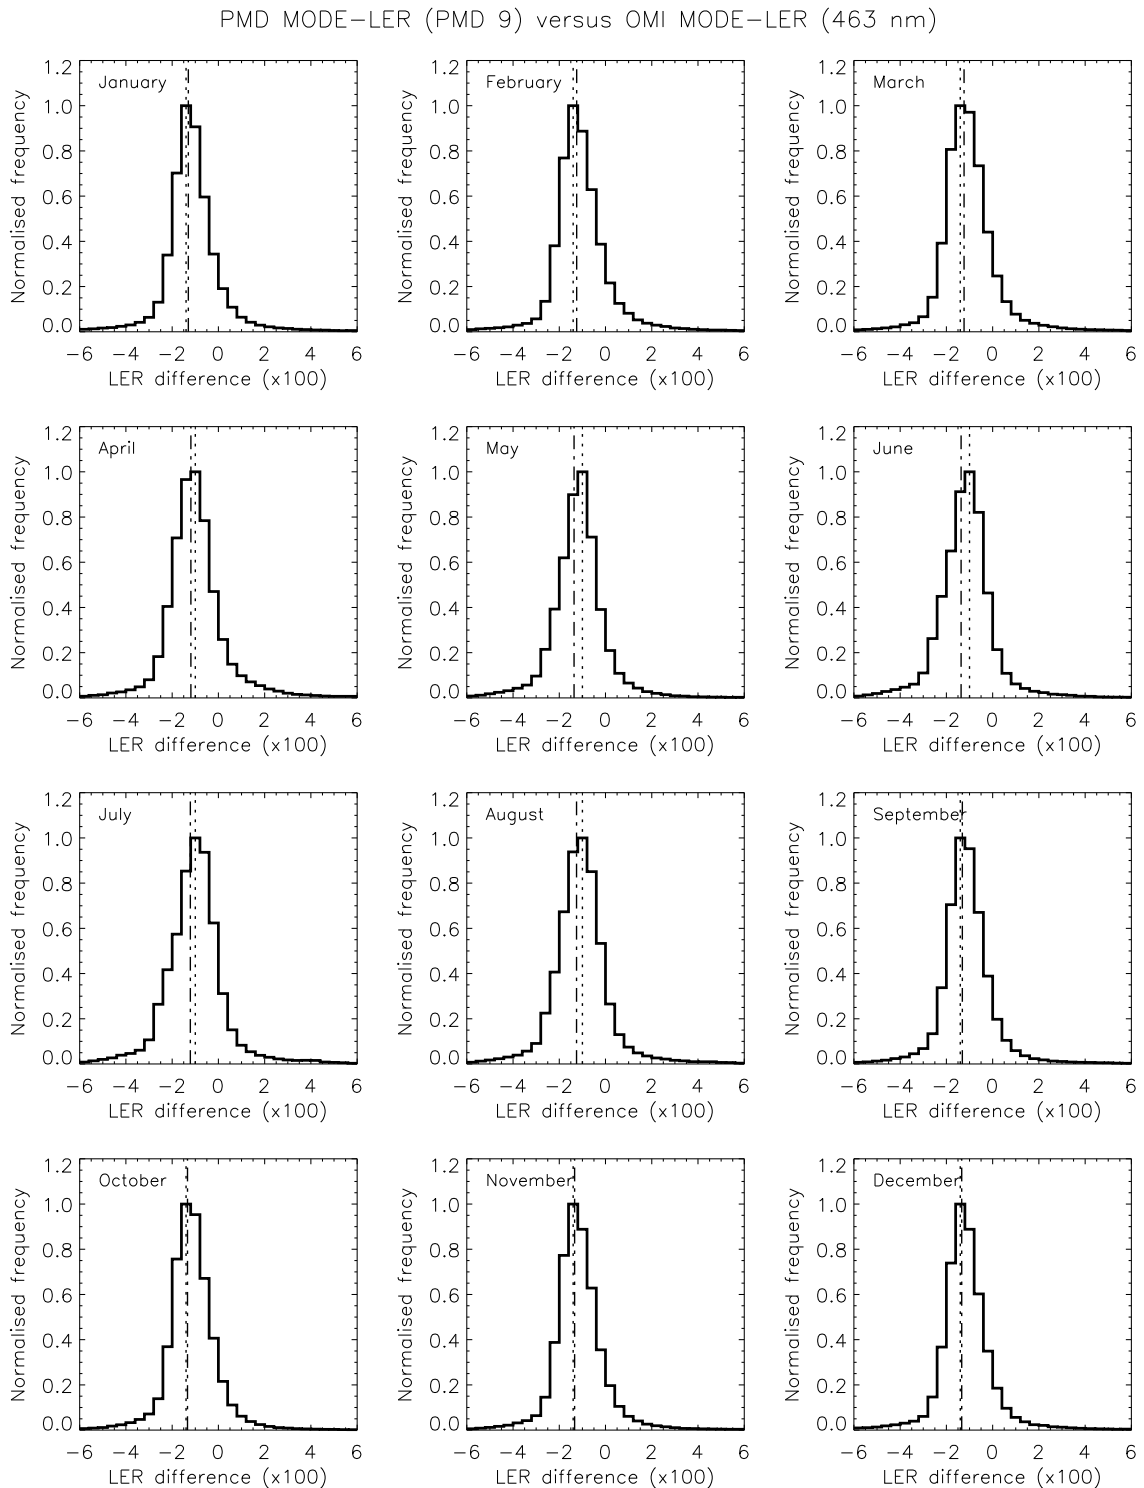 PMD MODE-LER (PMD 9) versus OMI MODE-LER (463 nm)
January
Normalised frequency
1.2
1.0
0.8
0.6
0.4
0.2
0.0
-6 -4 -2 0 2 4 6
LER difference (x100)
February
Normalised frequency
1.2
1.0
0.8
0.6
0.4
0.2
0.0
-6 -4 -2 0 2 4 6
LER difference (x100)
March
Normalised frequency
1.2
1.0
0.8
0.6
0.4
0.2
0.0
-6 -4 -2 0 2 4 6
LER difference (x100)
April
Normalised frequency
1.2
1.0
0.8
0.6
0.4
0.2
0.0
-6 -4 -2 0 2 4 6
LER difference (x100)
May
Normalised frequency
1.2
1.0
0.8
0.6
0.4
0.2
0.0
-6 -4 -2 0 2 4 6
LER difference (x100)
June
Normalised frequency
1.2
1.0
0.8
0.6
0.4
0.2
0.0
-6 -4 -2 0 2 4 6
LER difference (x100)
July
Normalised frequency
1.2
1.0
0.8
0.6
0.4
0.2
0.0
-6 -4 -2 0 2 4 6
LER difference (x100)
August
Normalised frequency
1.2
1.0
0.8
0.6
0.4
0.2
0.0
-6 -4 -2 0 2 4 6
LER difference (x100)
September
Normalised frequency
1.2
1.0
0.8
0.6
0.4
0.2
0.0
-6 -4 -2 0 2 4 6
LER difference (x100)
October
Normalised frequency
1.2
1.0
0.8
0.6
0.4
0.2
0.0
-6 -4 -2 0 2 4 6
LER difference (x100)
November
Normalised frequency
1.2
1.0
0.8
0.6
0.4
0.2
0.0
-6 -4 -2 0 2 4 6
LER difference (x100)
December
Normalised frequency
1.2
1.0
0.8
0.6
0.4
0.2
0.0
-6 -4 -2 0 2 4 6
LER difference (x100)